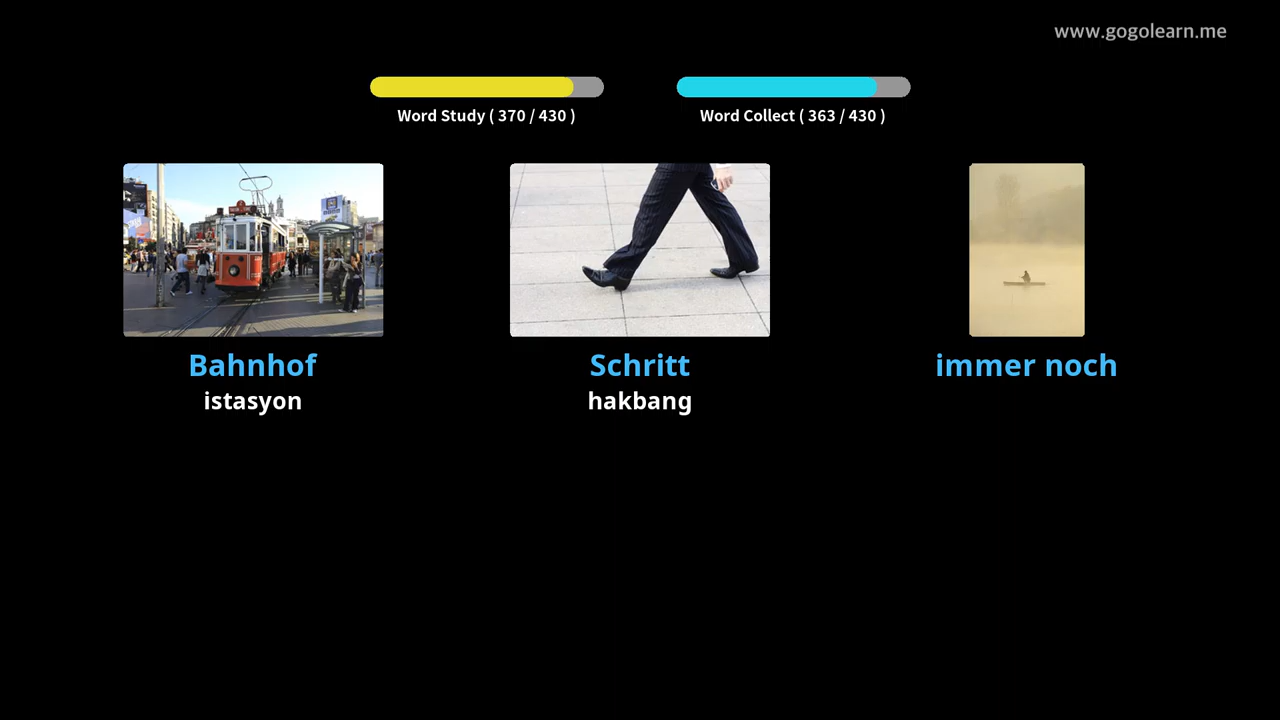 www.gogolearn.me
Word Study ( 370 / 430 )
Word Collect ( 363 / 430 )
Bahnhof
istasyon
Schritt
hakbang
immer noch